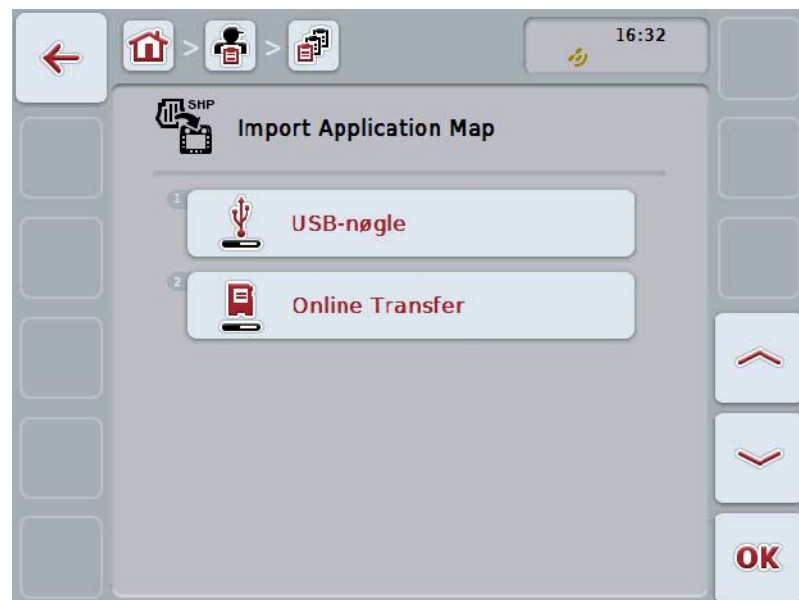 16:32
SHP
Import Application Map
1
USB-nøgle
2
Online Transfer
OK